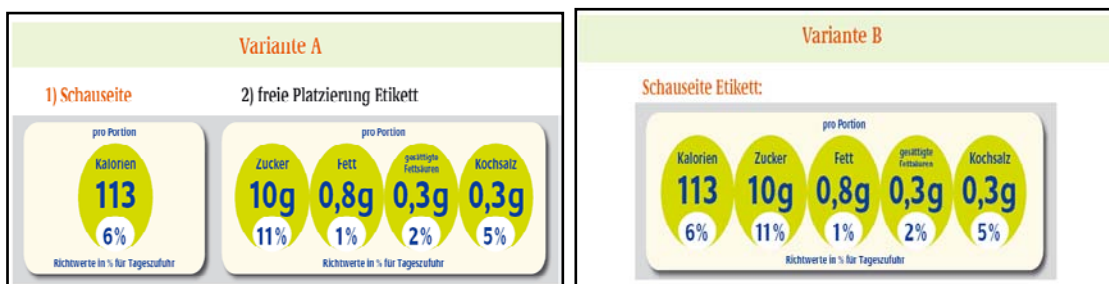 Variante A
1) Schauseite
2) freie Platzierung Etikett
pro Portion
Kalorien
113
6%
Richtwerte in % für Tageszufuhr
pro Portion
Zucker Fett gesättigte Fettsäuren Kochsalz
10g 0,8g 0,3g 0,3g
11% 1% 2% 5%
Richtwerte in % für Tageszufuhr
Variante B
Schauseite Etikett:
pro Portion
Kalorien Zucker Fett gesättigte Fettsäuren Kochsalz
113 10g 0,8g 0,3g 0,3g
6% 11% 1% 2% 5%
Richtwerte in % für Tageszufuhr